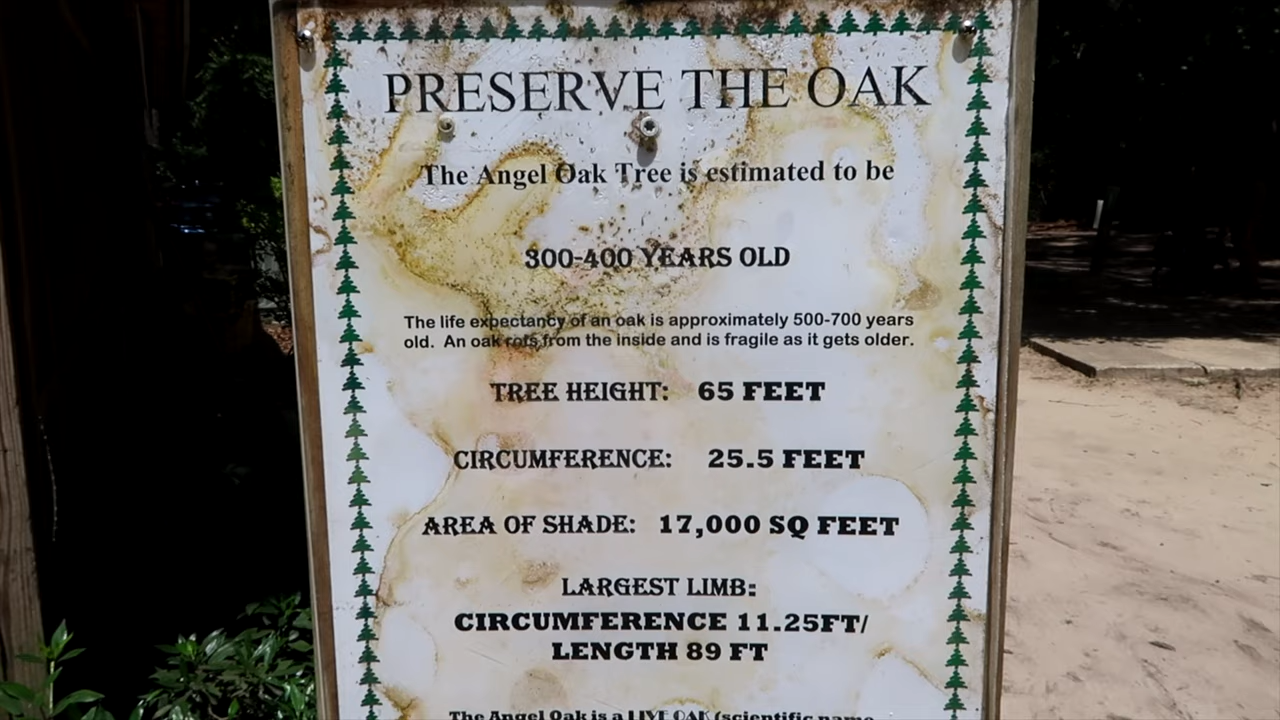 PRESERVE THE OAK
The Angel Oak Tree is estimated to be
300-400 YEARS OLD
The life expectancy of an oak is approximately 500-700 years
old. An oak rots from the inside and is fragile as it gets older.
TREE HEIGHT: 65 FEET
CIRCUMFERENCE: 25.5 FEET
AREA OF SHADE: 17,000 SQ FEET
LARGEST LIMB:
CIRCUMFERENCE 11.25FT/
LENGTH 89 FT
The Angel Oak is a LIVE OAK (scientific name